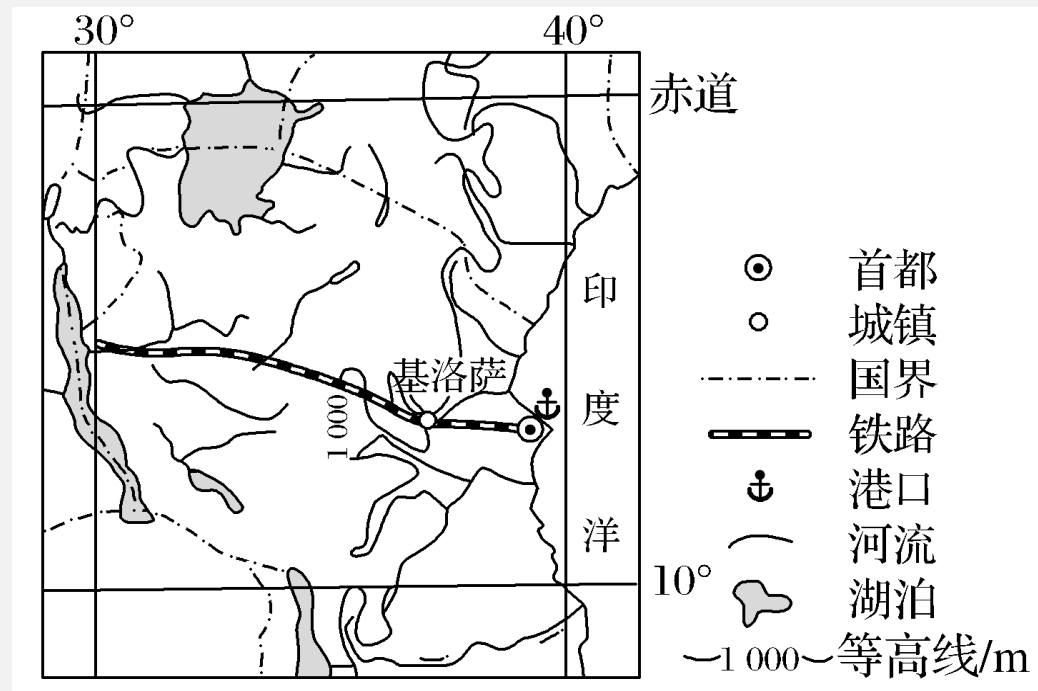 30°
40°
赤道
印
度
洋
基洛萨
1 000
10°
首都
城镇
国界
铁路
港口
河流
湖泊
1 000 等高线/m